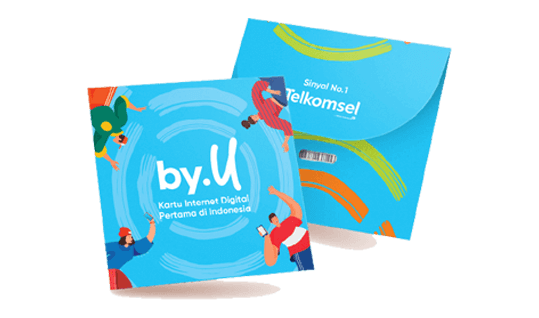 by.U
Kartu Internet Digital
Pertama di Indonesia
Sinyal No.1
Telkomsel